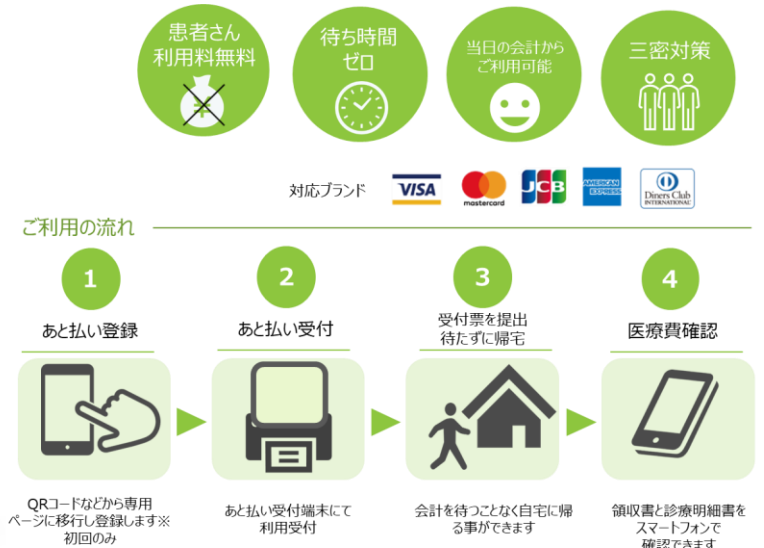 患者さん
利用料無料
¥
待ち時間
ゼロ
当日の会計から
ご利用可能
三密対策
対応ブランド
VISA
mastercard
JCB
AMERICAN
EXPRESS
Diners Club
INTERNATIONAL
ご利用の流れ
1
あと払い登録
QRコードなどから専用
ページに移行し登録します※
初回のみ
2
あと払い受付
あと払い受付端末にて
利用受付
3
受付票を提出
待たずに帰宅
会計を待つことなく自宅に帰
る事ができます
4
医療費確認
領収書と診療明細書を
スマートフォンで
確認できます